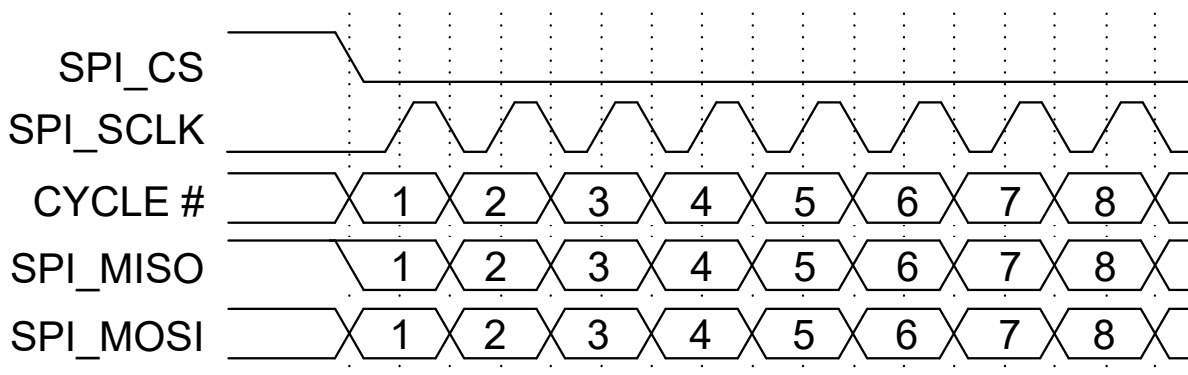 SPI_CS
SPI_SCLK
CYCLE # 1 2 3 4 5 6 7 8
SPI_MISO 1 2 3 4 5 6 7 8
SPI_MOSI 1 2 3 4 5 6 7 8